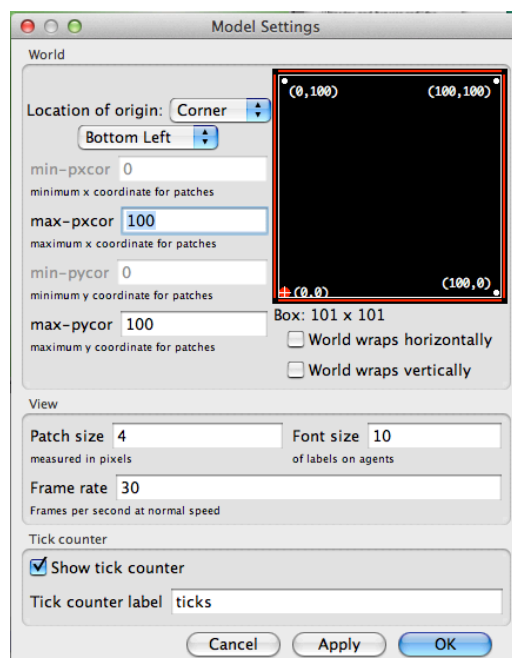 Model Settings
World
(0,100) (100,100)
Location of origin: Corner
Bottom Left
min-pxcor 0
minimum x coordinate for patches
max-pxcor 100
maximum x coordinate for patches
min-pycor 0
minimum y coordinate for patches
(0,0) (100,0)
max-pycor 100
maximum y coordinate for patches
Box: 101 x 101
World wraps horizontally
World wraps vertically
View
Patch size 4 Font size 10
measured in pixels of labels on agents
Frame rate 30
Frames per second at normal speed
Tick counter
Show tick counter
Tick counter label ticks
Cancel Apply OK